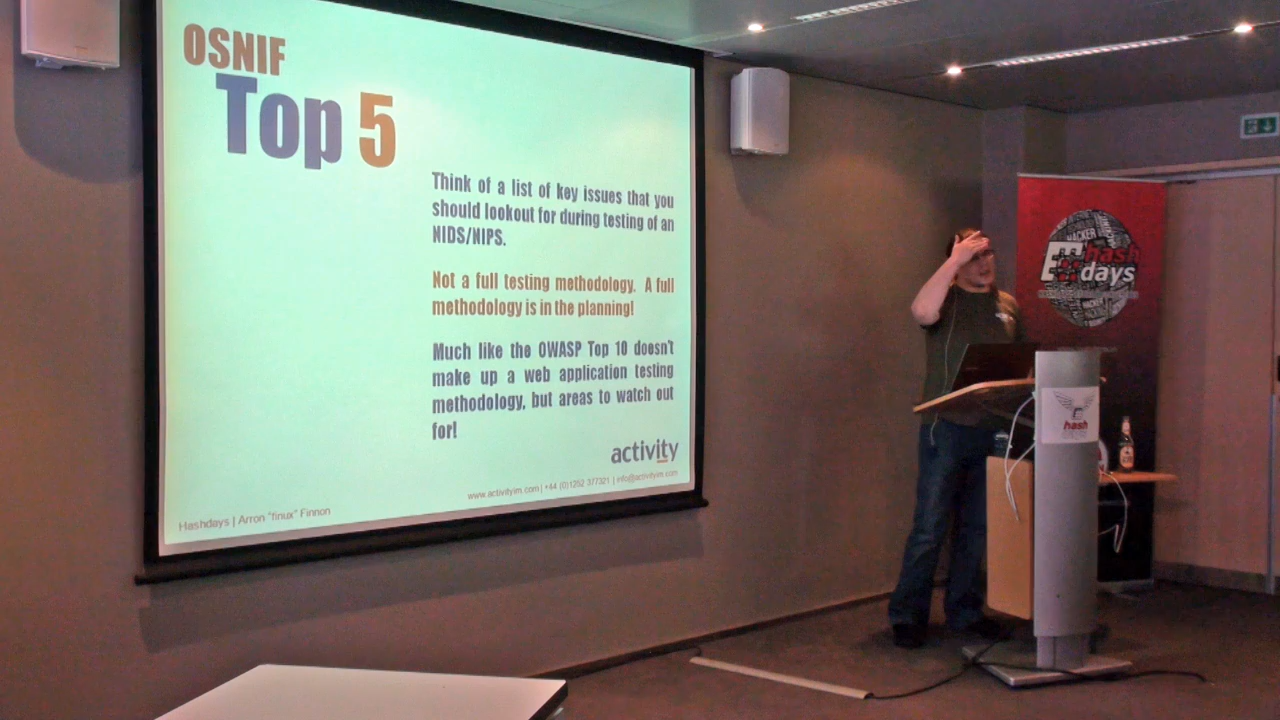 OSNIF
Top 5
Think of a list of key issues that you
should lookout for during testing of an
NIDS/NIPS.
Not a full testing methodology. A full
methodology is in the planning!
Much like the OWASP Top 10 doesn't
make up a web application testing
methodology, but areas to watch out
for!
activity
www.activityim.com | +44 (0)1252 377321 | info@activityim.com
Hashdays | Arron "finux" Finnon
HACKER
hash
days
hash